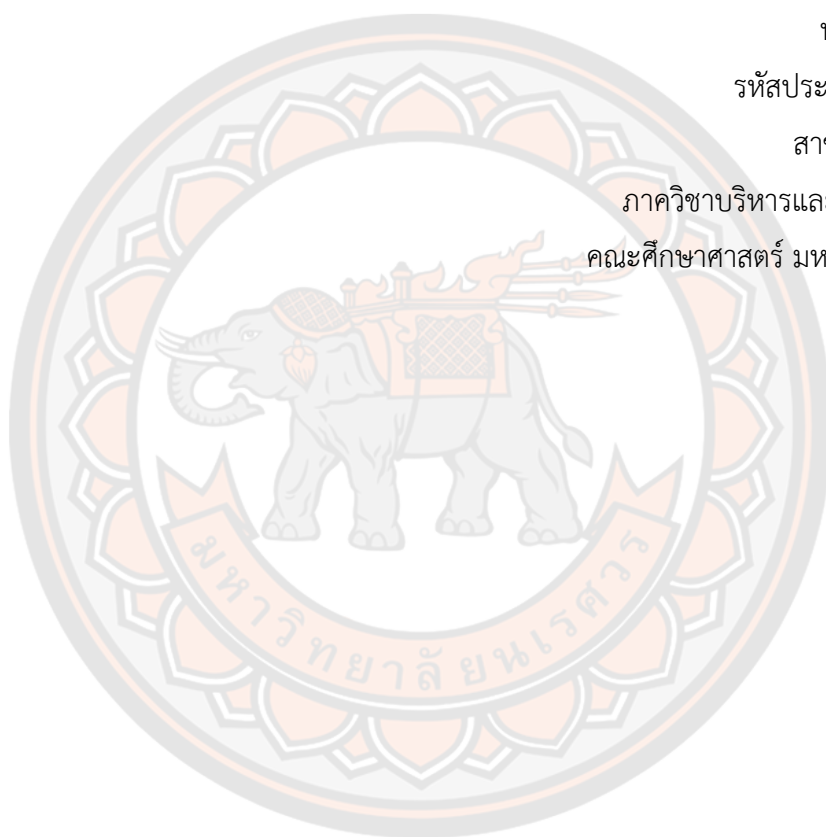 รหัสประ
สาข
ภาควิชาบริหารและ
คณะศึกษาศาสตร์ มห
มหาวิทยาลัยนเรศวร